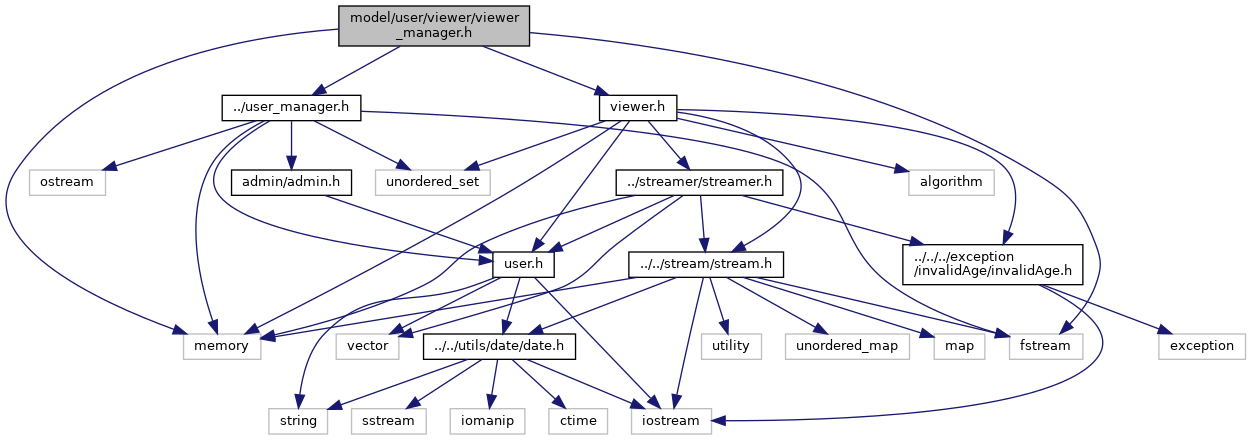 model/user/viewer/viewer
_manager.h
../user_manager.h
viewer.h
ostream
admin/admin.h
unordered_set
../streamer/streamer.h
algorithm
user.h
../../stream/stream.h
../../../exception
/invalidAge/invalidAge.h
memory
vector
../../utils/date/date.h
utility
unordered_map
map
fstream
exception
string
sstream
iomanip
ctime
iostream